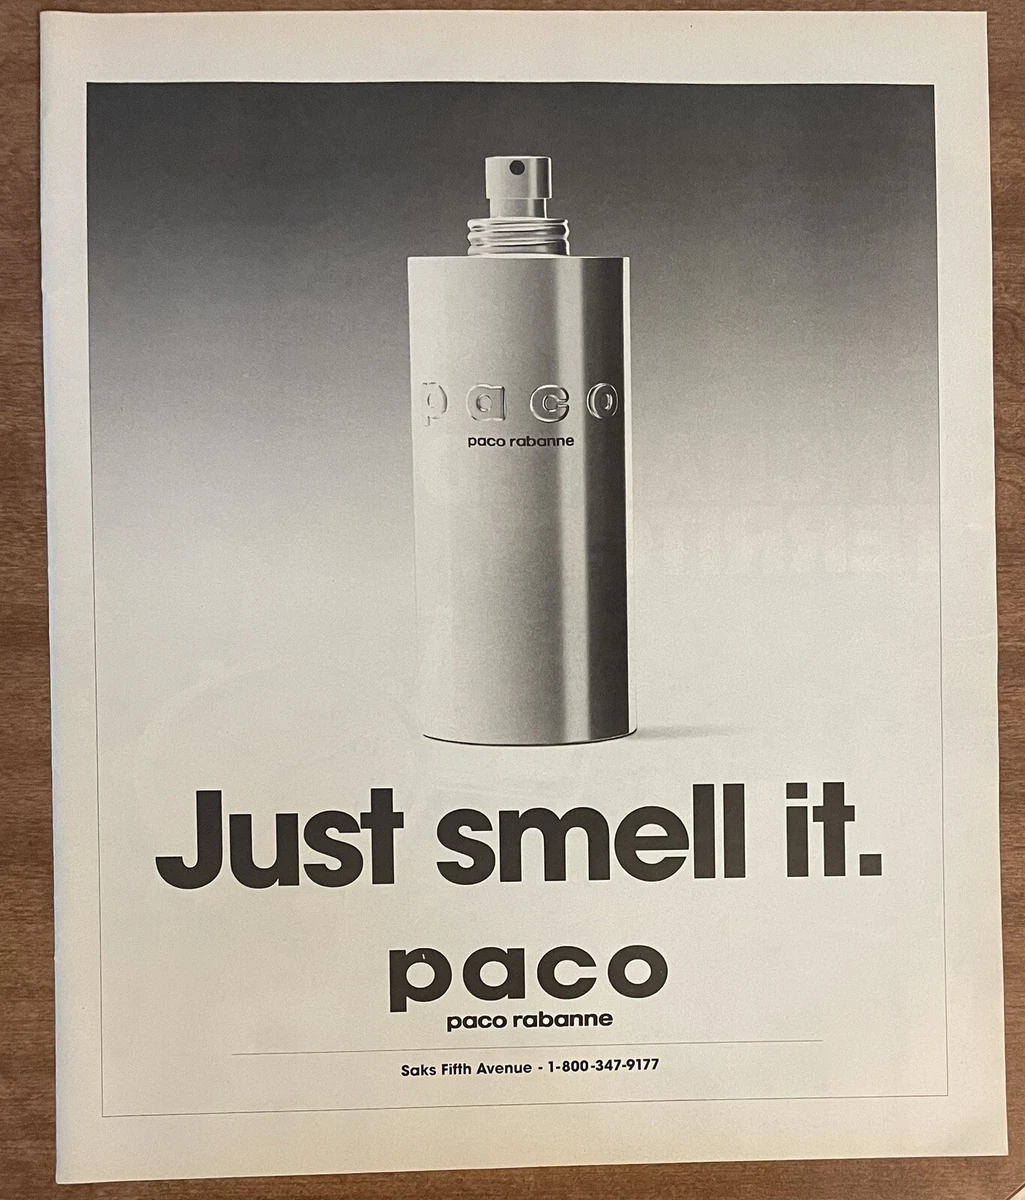 paco
paco rabanne
Just smell it.
paco
paco rabanne
Saks Fifth Avenue - 1-800-347-9177